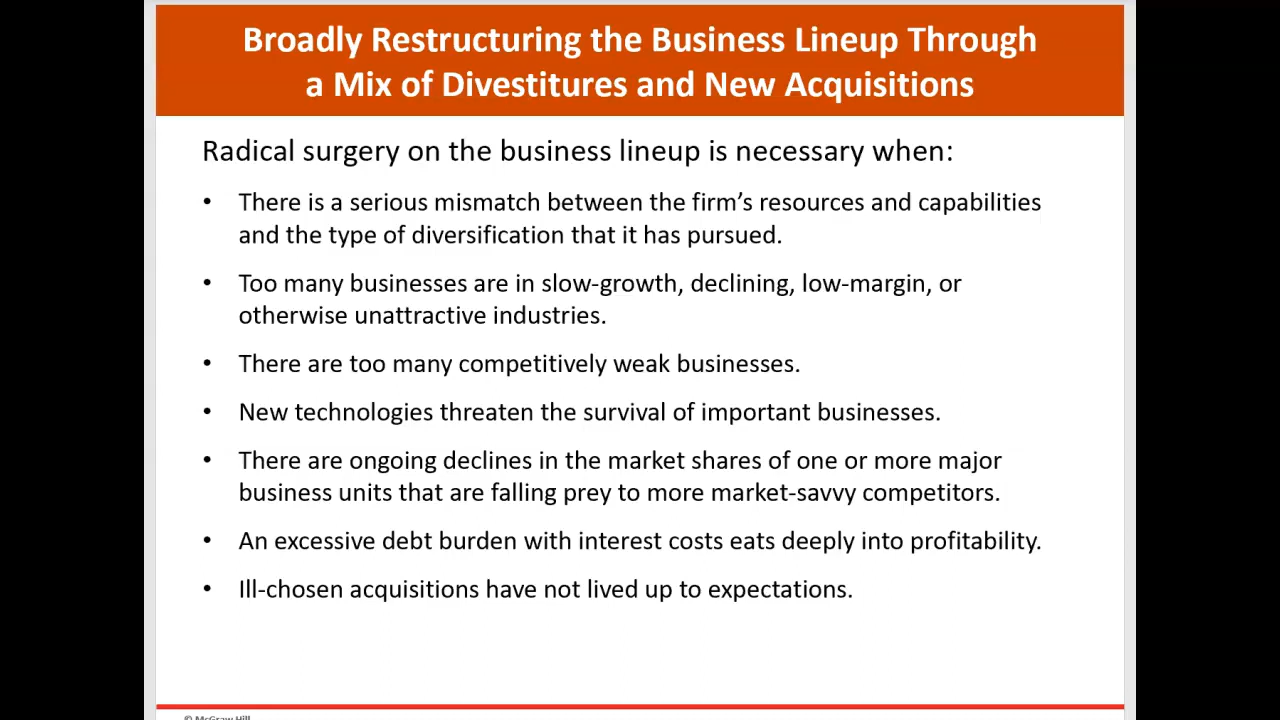 Broadly Restructuring the Business Lineup Through
a Mix of Divestitures and New Acquisitions
Radical surgery on the business lineup is necessary when:
• There is a serious mismatch between the firm’s resources and capabilities
and the type of diversification that it has pursued.
• Too many businesses are in slow-growth, declining, low-margin, or
otherwise unattractive industries.
• There are too many competitively weak businesses.
• New technologies threaten the survival of important businesses.
• There are ongoing declines in the market shares of one or more major
business units that are falling prey to more market-savvy competitors.
• An excessive debt burden with interest costs eats deeply into profitability.
• Ill-chosen acquisitions have not lived up to expectations.
© McGraw Hill